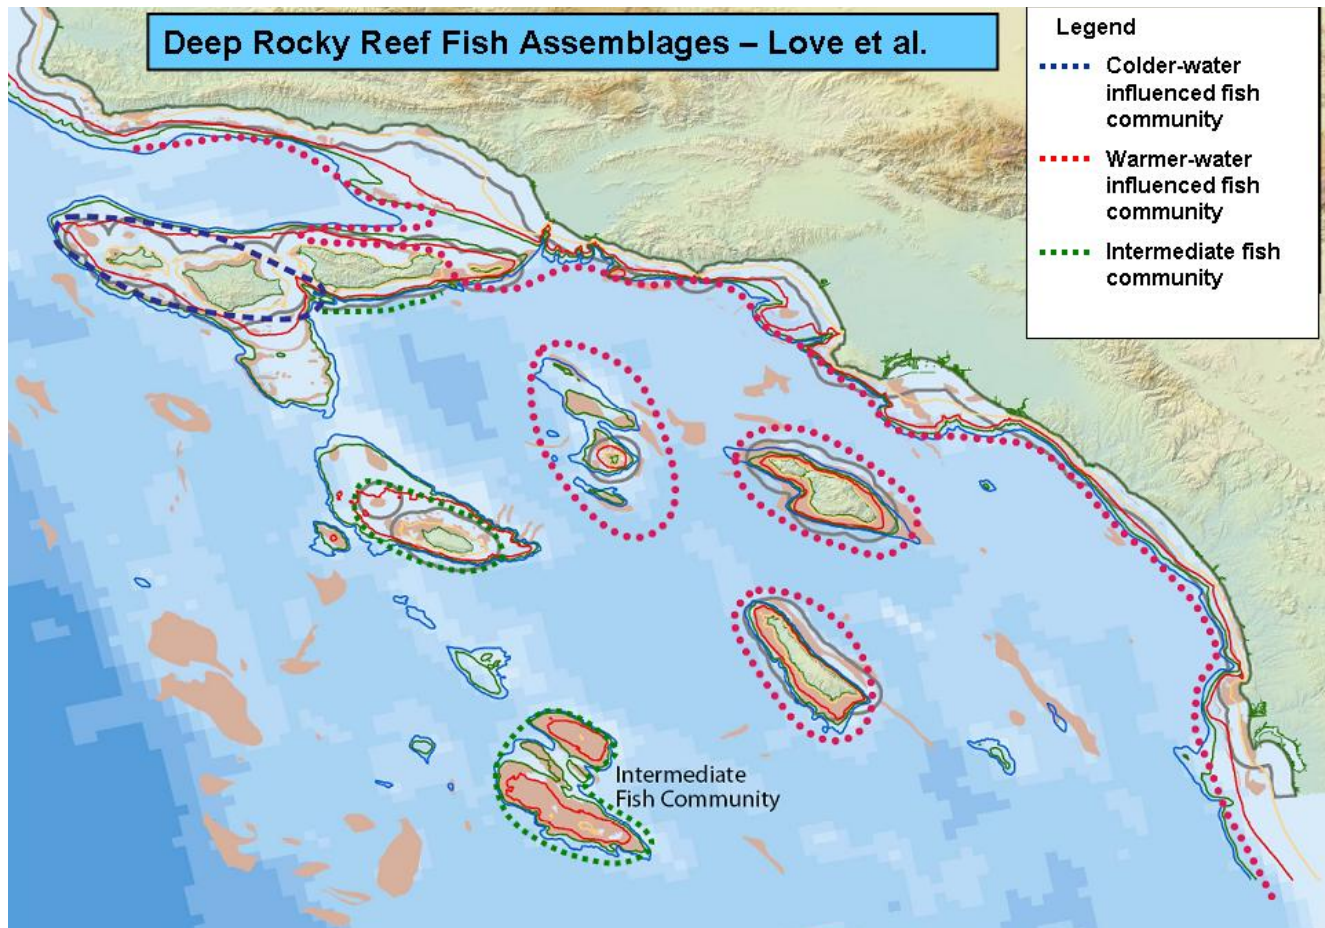 Deep Rocky Reef Fish Assemblages – Love et al.
Legend
Colder-water
influenced fish
community
Warmer-water
influenced fish
community
Intermediate fish
community
Intermediate
Fish Community